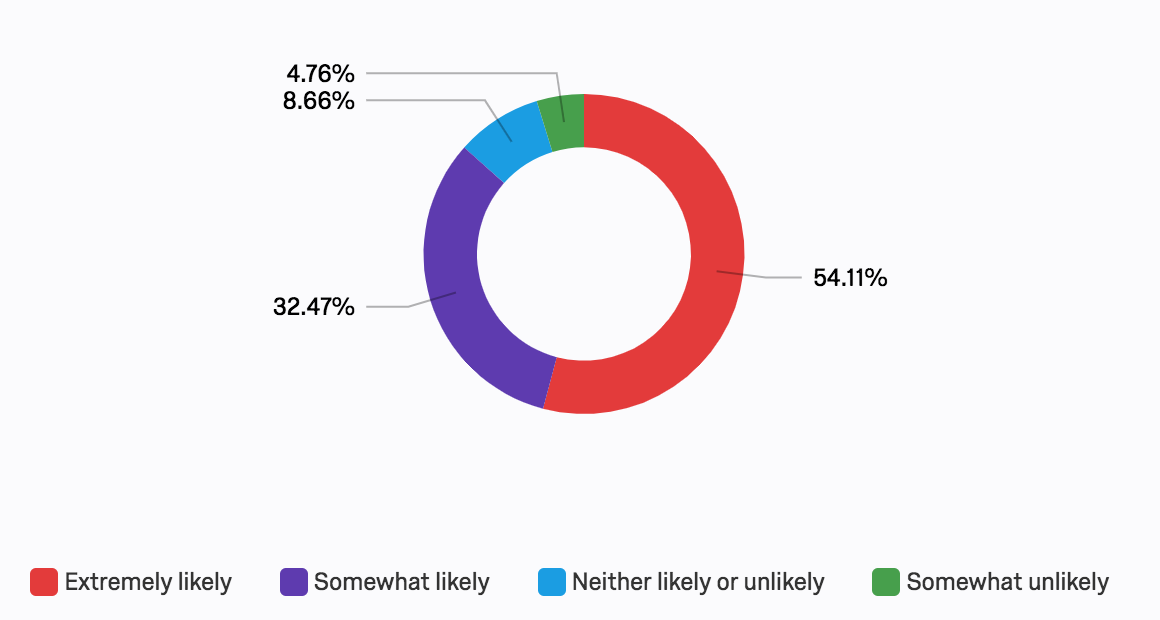 4.76%
8.66%
54.11%
32.47%
Extremely likely
Somewhat likely
Neither likely or unlikely
Somewhat unlikely